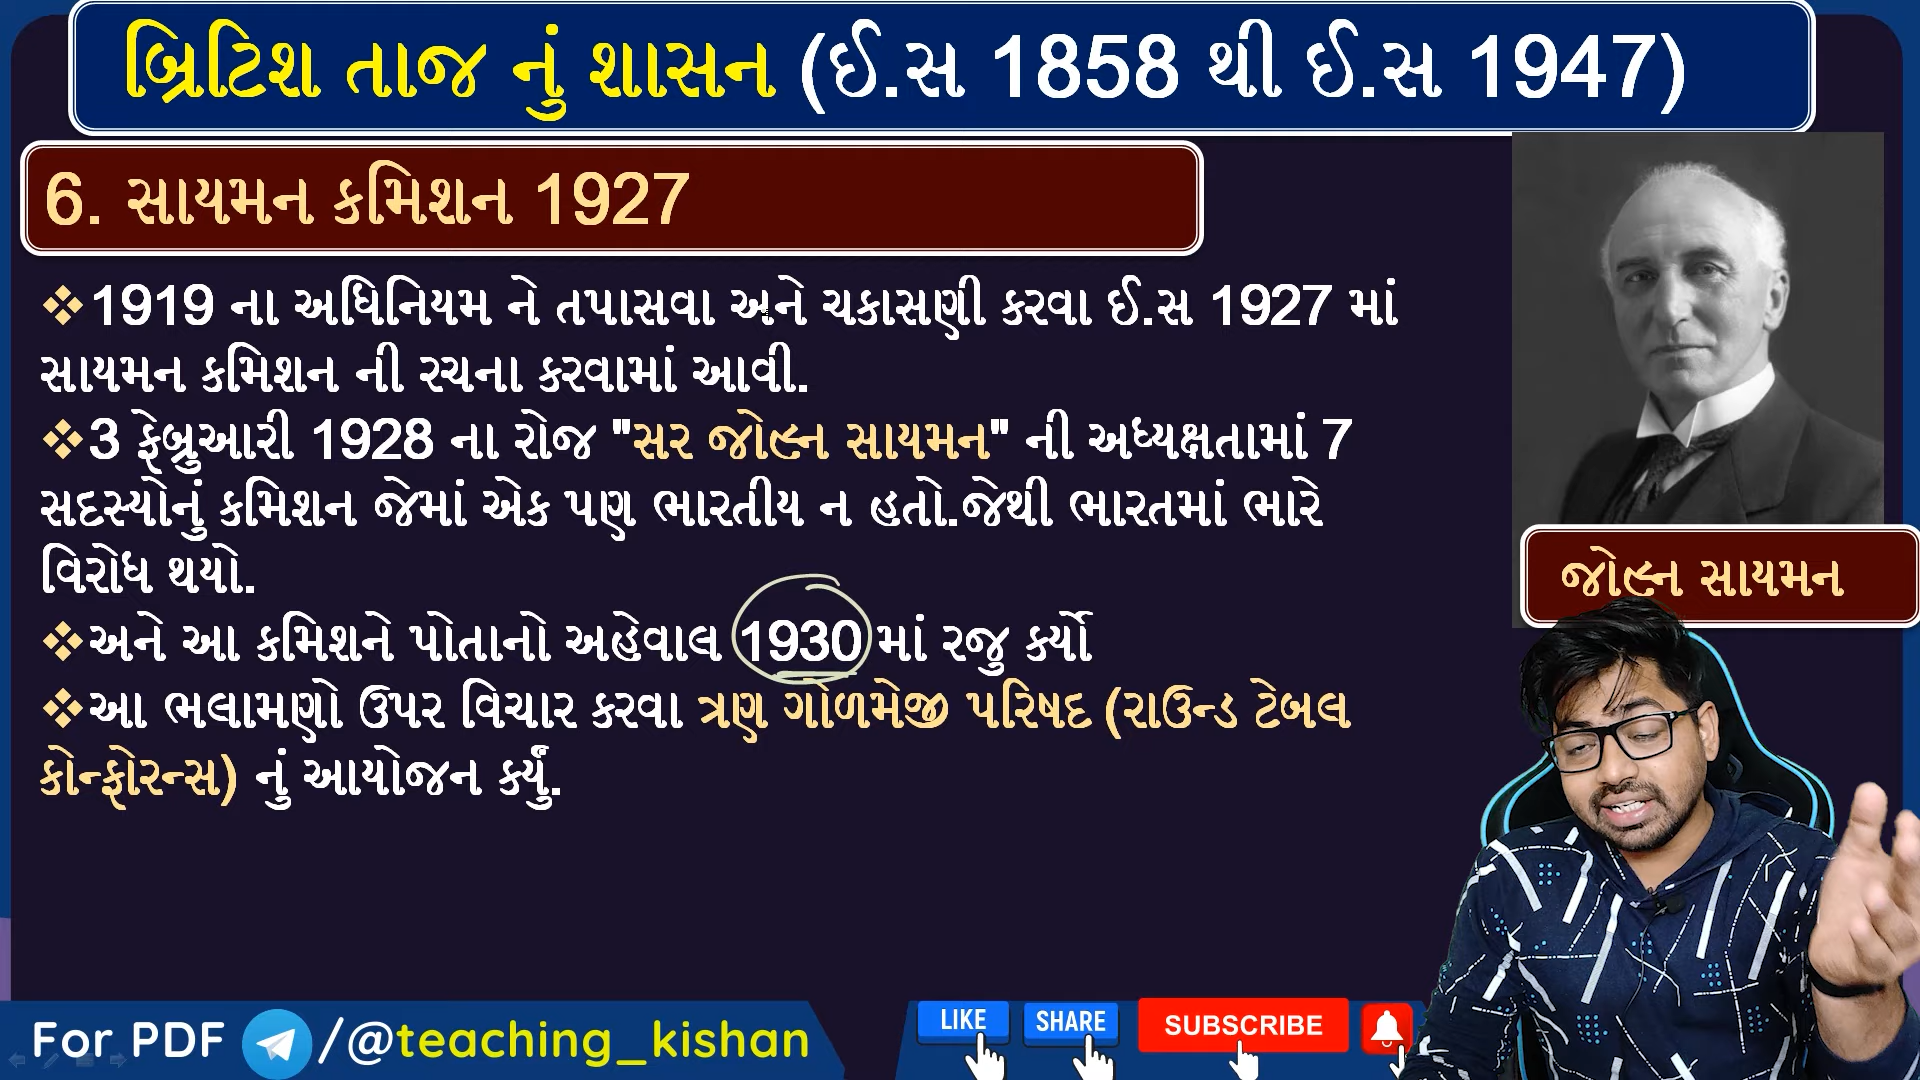 બ્રિટિશ તાજ નું શાસન (ઈ.સ 1858 થી ઈ.સ 1947)
6. સાયમન કમિશન 1927
❖1919 ના અધિનિયમ ને તપાસવા અને ચકાસણી કરવા ઈ.સ 1927 માં
સાયમન કમિશન ની રચના કરવામાં આવી.
❖3 ફેબ્રુઆરી 1928 ના રોજ "સર જોહ્ન સાયમન" ની અધ્યક્ષતામાં 7
સદસ્યોનું કમિશન જેમાં એક પણ ભારતીય ન હતો.જેથી ભારતમાં ભારે
વિરોધ થયો.
❖અને આ કમિશને પોતાનો અહેવાલ 1930 માં રજુ ર્ક્યો
❖આ ભલામણો ઉપર વિચાર કરવા ત્રણ ગોળમેજી પરિષદ (રાઉન્ડ ટેબલ
કોન્ફોરન્સ) નું આયોજન ર્ક્યું.
જોહ્ન સાયમન
For PDF /@teaching_kishan
LIKE SHARE SUBSCRIBE